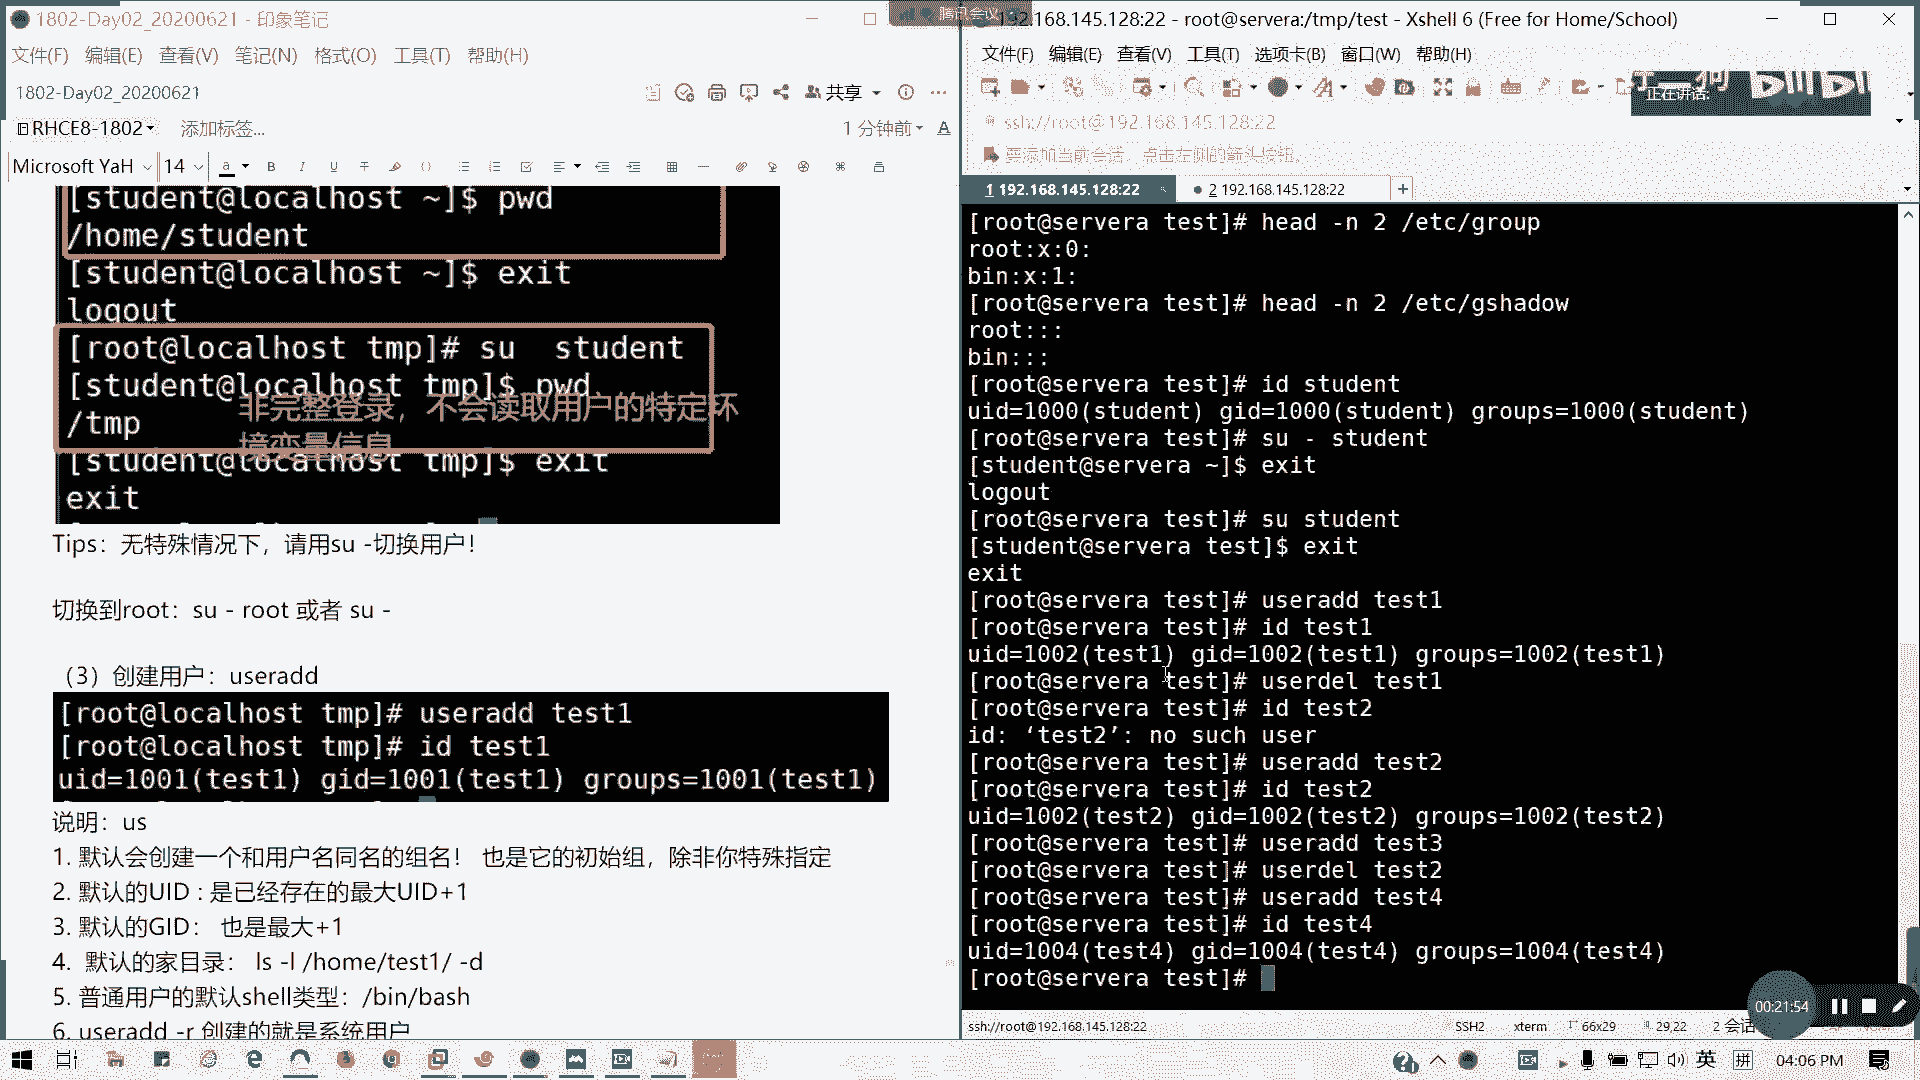 1802-Day02_20200621 - 印象笔记
文件(F) 编辑(E) 查看(V) 笔记(N) 格式(O) 工具(T) 帮助(H)
1802-Day02_20200621
共享
RHCE8-1802 添加标签...
1 分钟前
Microsoft YaH 14
[student@localhost ~]$ pwd
/home/student
[student@localhost ~]$ exit
logout
[root@localhost tmp]# su  student
[student@localhost tmp]$ pwd
/tmp
非完整登录，不会读取用户的特定环
境变量信息
[student@localhost tmp]$ exit
exit
Tips：无特殊情况下，请用su -切换用户！
切换到root：su - root 或者 su -
（3）创建用户：useradd
[root@localhost tmp]# useradd test1
[root@localhost tmp]# id test1
uid=1001(test1) gid=1001(test1) groups=1001(test1)
说明：us
1. 默认会创建一个和用户名同名的组名！ 也是它的初始组，除非你特殊指定
2. 默认的UID : 是已经存在的最大UID+1
3. 默认的GID： 也是最大+1
4. 默认的家目录： ls -l /home/test1/ -d
5. 普通用户的默认shell类型：/bin/bash
6. useradd -r 创建的就是系统用户
腾讯会议
192.168.145.128:22 - root@servera:/tmp/test - Xshell 6 (Free for Home/School)
文件(F) 编辑(E) 查看(V) 工具(T) 选项卡(B) 窗口(W) 帮助(H)
正在讲话:
ssh://root@192.168.145.128:22
要添加当前会话，点击左侧的箭头按钮。
1 192.168.145.128:22
2 192.168.145.128:22
[root@servera test]# head -n 2 /etc/group
root:x:0:
bin:x:1:
[root@servera test]# head -n 2 /etc/gshadow
root:::
bin:::
[root@servera test]# id student
uid=1000(student) gid=1000(student) groups=1000(student)
[root@servera test]# su - student
[student@servera ~]$ exit
logout
[root@servera test]# su student
[student@servera test]$ exit
exit
[root@servera test]# useradd test1
[root@servera test]# id test1
uid=1002(test1) gid=1002(test1) groups=1002(test1)
[root@servera test]# userdel test1
[root@servera test]# id test2
id: ‘test2’: no such user
[root@servera test]# useradd test2
[root@servera test]# id test2
uid=1002(test2) gid=1002(test2) groups=1002(test2)
[root@servera test]# useradd test3
[root@servera test]# userdel test2
[root@servera test]# useradd test4
[root@servera test]# id test4
uid=1004(test4) gid=1004(test4) groups=1004(test4)
[root@servera test]#
00:21:54
ssh://root@192.168.145.128:22 SSH2 xterm 66x29 29,22 2 会话
英 拼 04:06 PM